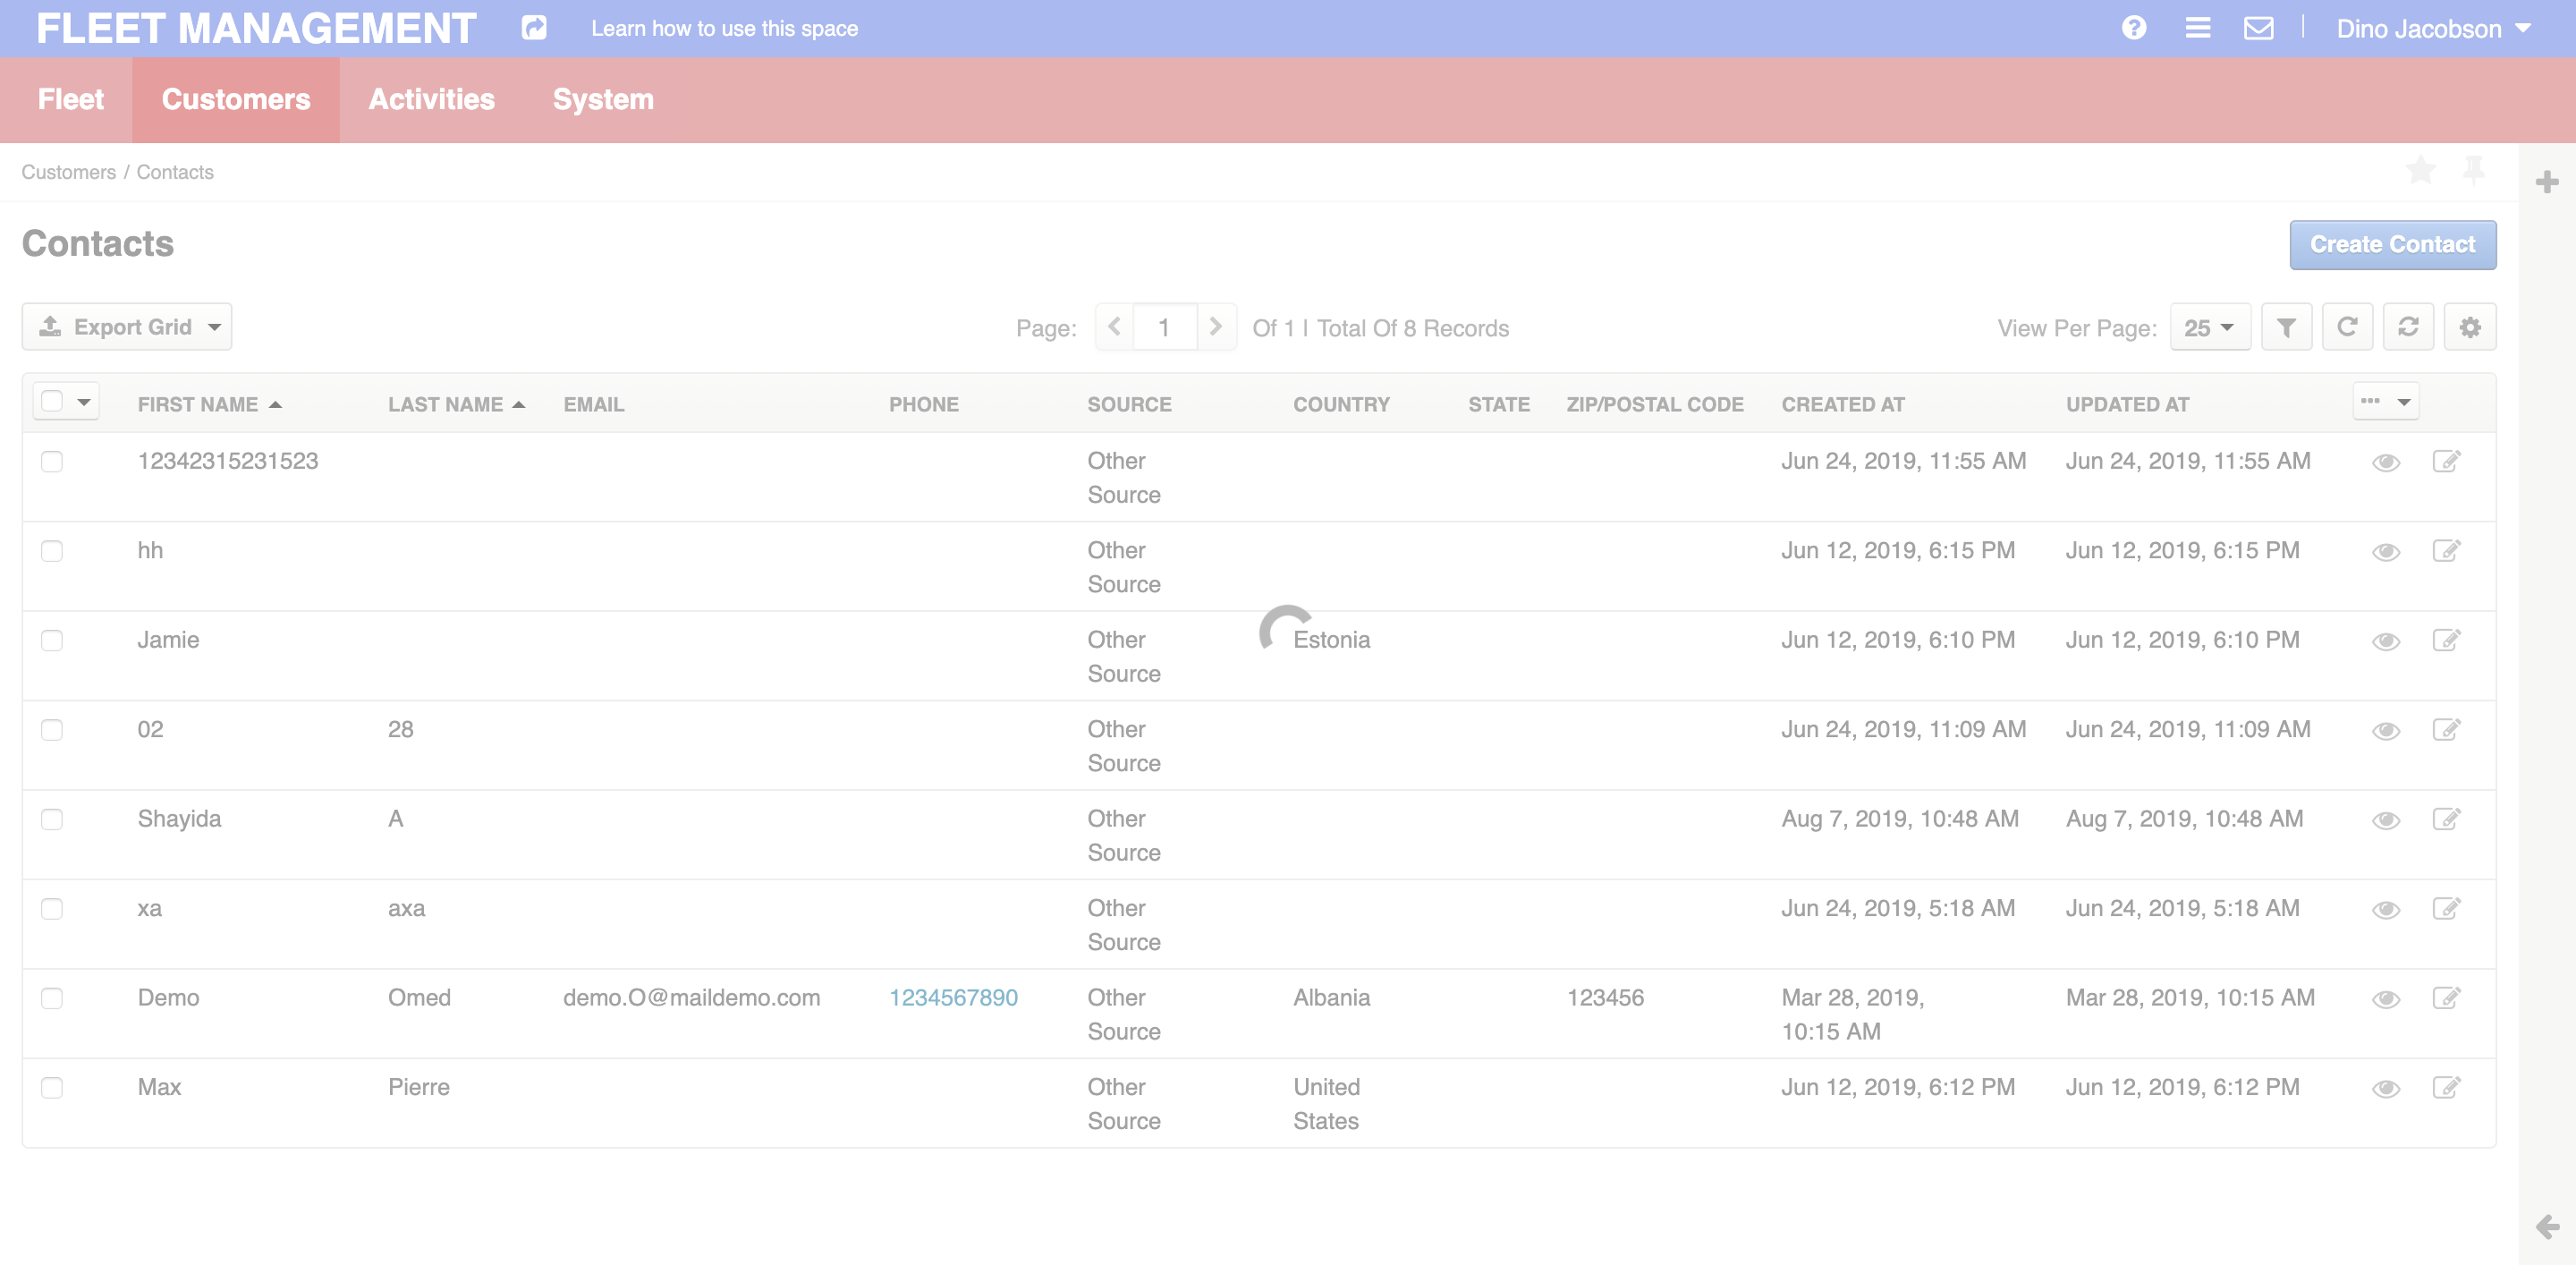 FLEET MANAGEMENT Learn how to use this space Dino Jacobson
Fleet Customers Activities System
Customers / Contacts
Contacts Create Contact
Export Grid Page: 1 Of 1 | Total Of 8 Records View Per Page: 25
FIRST NAME LAST NAME EMAIL PHONE SOURCE COUNTRY STATE ZIP/POSTAL CODE CREATED AT UPDATED AT
12342315231523 Other Jun 24, 2019, 11:55 AM Jun 24, 2019, 11:55 AM
Source
hh Other Jun 12, 2019, 6:15 PM Jun 12, 2019, 6:15 PM
Source
Jamie Other Estonia Jun 12, 2019, 6:10 PM Jun 12, 2019, 6:10 PM
Source
02 28 Other Jun 24, 2019, 11:09 AM Jun 24, 2019, 11:09 AM
Source
Shayida A Other Aug 7, 2019, 10:48 AM Aug 7, 2019, 10:48 AM
Source
xa axa Other Jun 24, 2019, 5:18 AM Jun 24, 2019, 5:18 AM
Source
Demo Omed demo.O@maildemo.com 1234567890 Other Albania 123456 Mar 28, 2019, Mar 28, 2019, 10:15 AM
Source 10:15 AM
Max Pierre Other United Jun 12, 2019, 6:12 PM Jun 12, 2019, 6:12 PM
Source States